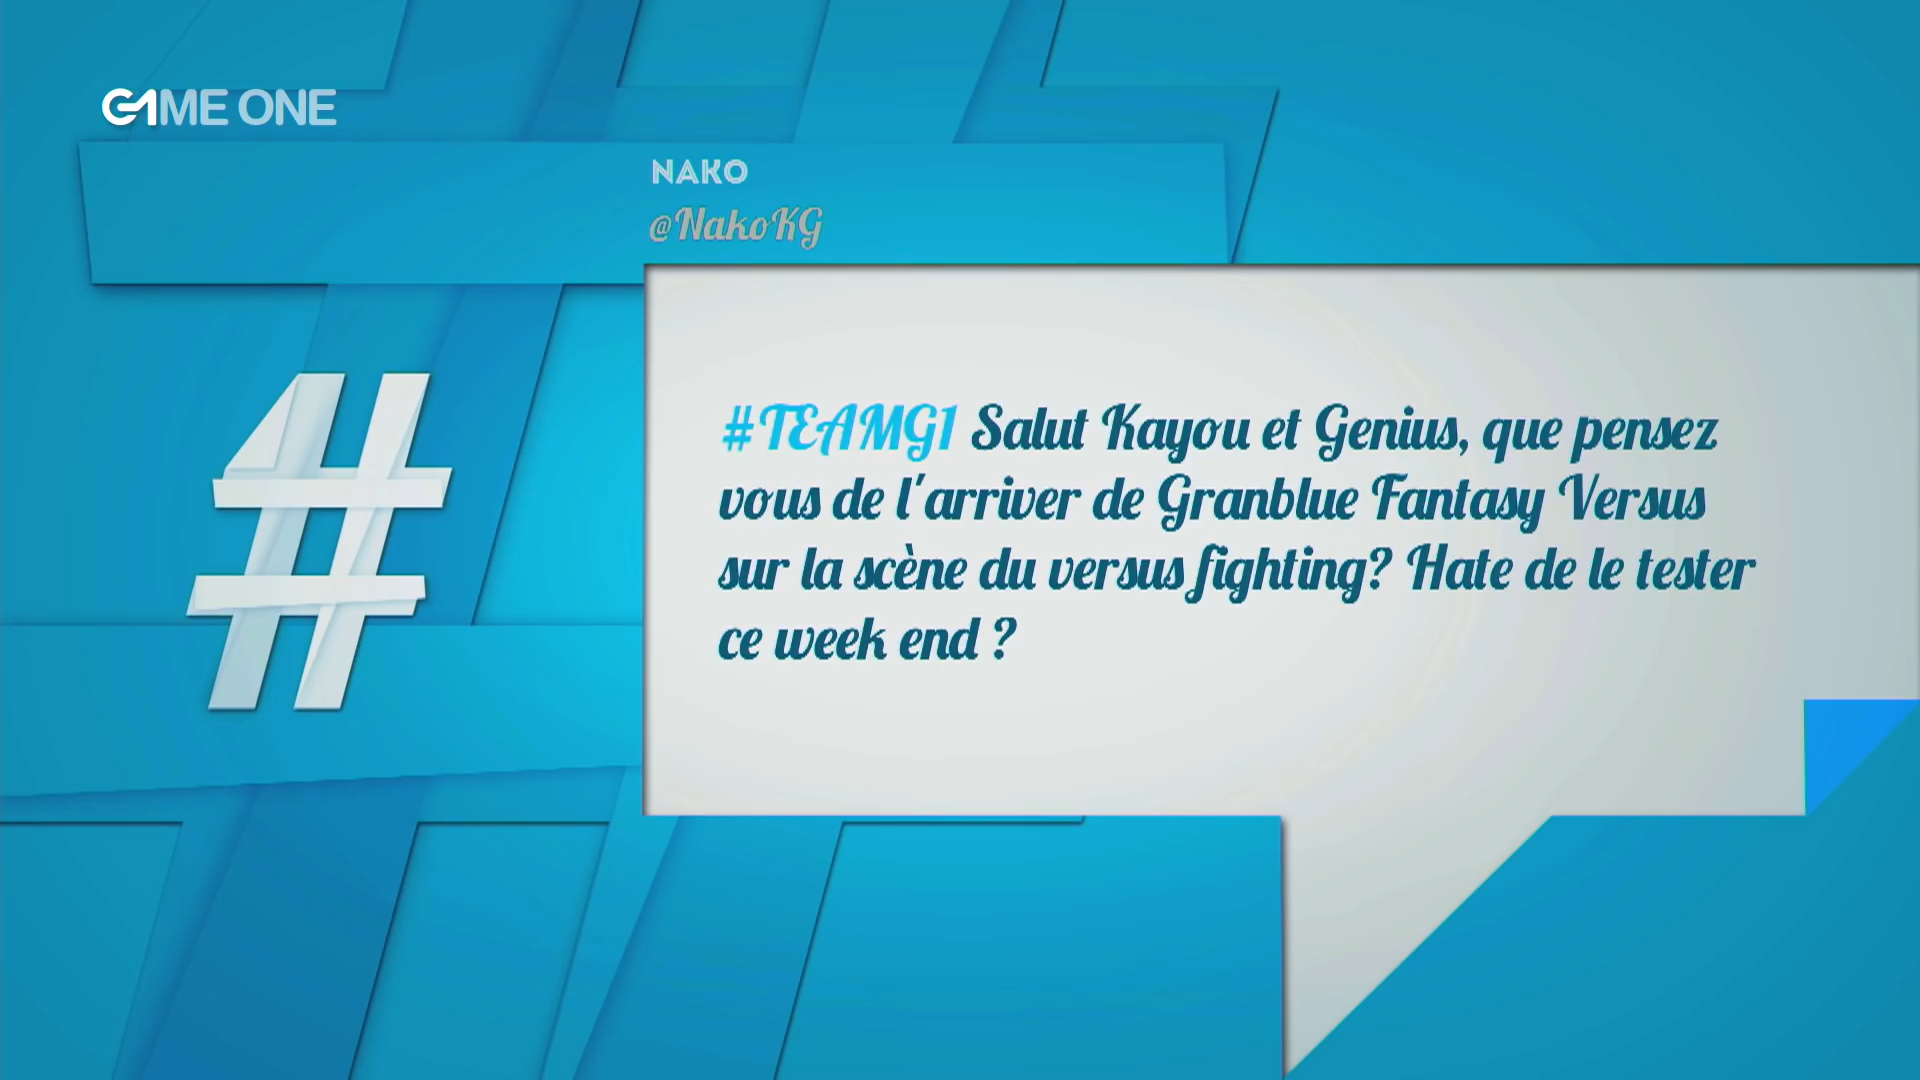 GAME ONE
NAKO
@NakoKG
#TEAMG1 Salut Kayou et Genius, que pensez
vous de l'arriver de Granblue Fantasy Versus
sur la scène du versus fighting? Hate de le tester
ce week end ?